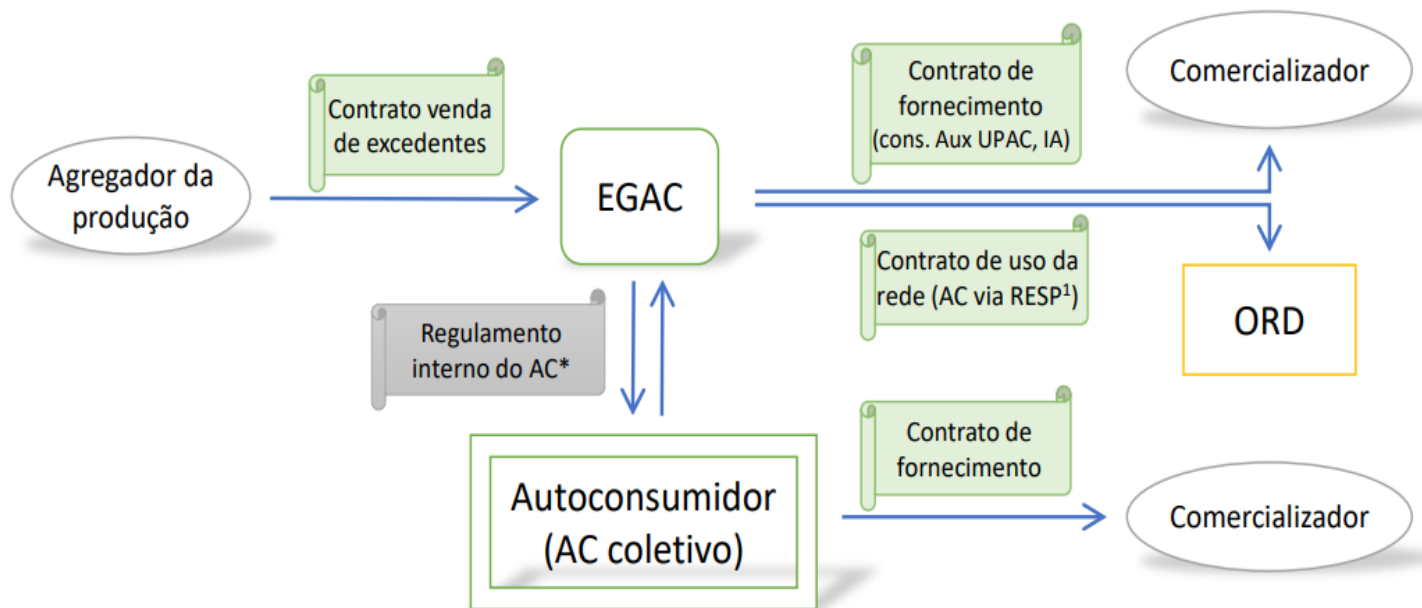 Contrato de
fornecimento
(cons. Aux UPAC, IA)
Comercializador
Contrato venda
de excedentes
Agregador da
produção
EGAC
Contrato de uso da
rede (AC via RESP¹)
ORD
Regulamento
interno do AC*
Contrato de
fornecimento
Autoconsumidor
(AC coletivo)
Comercializador